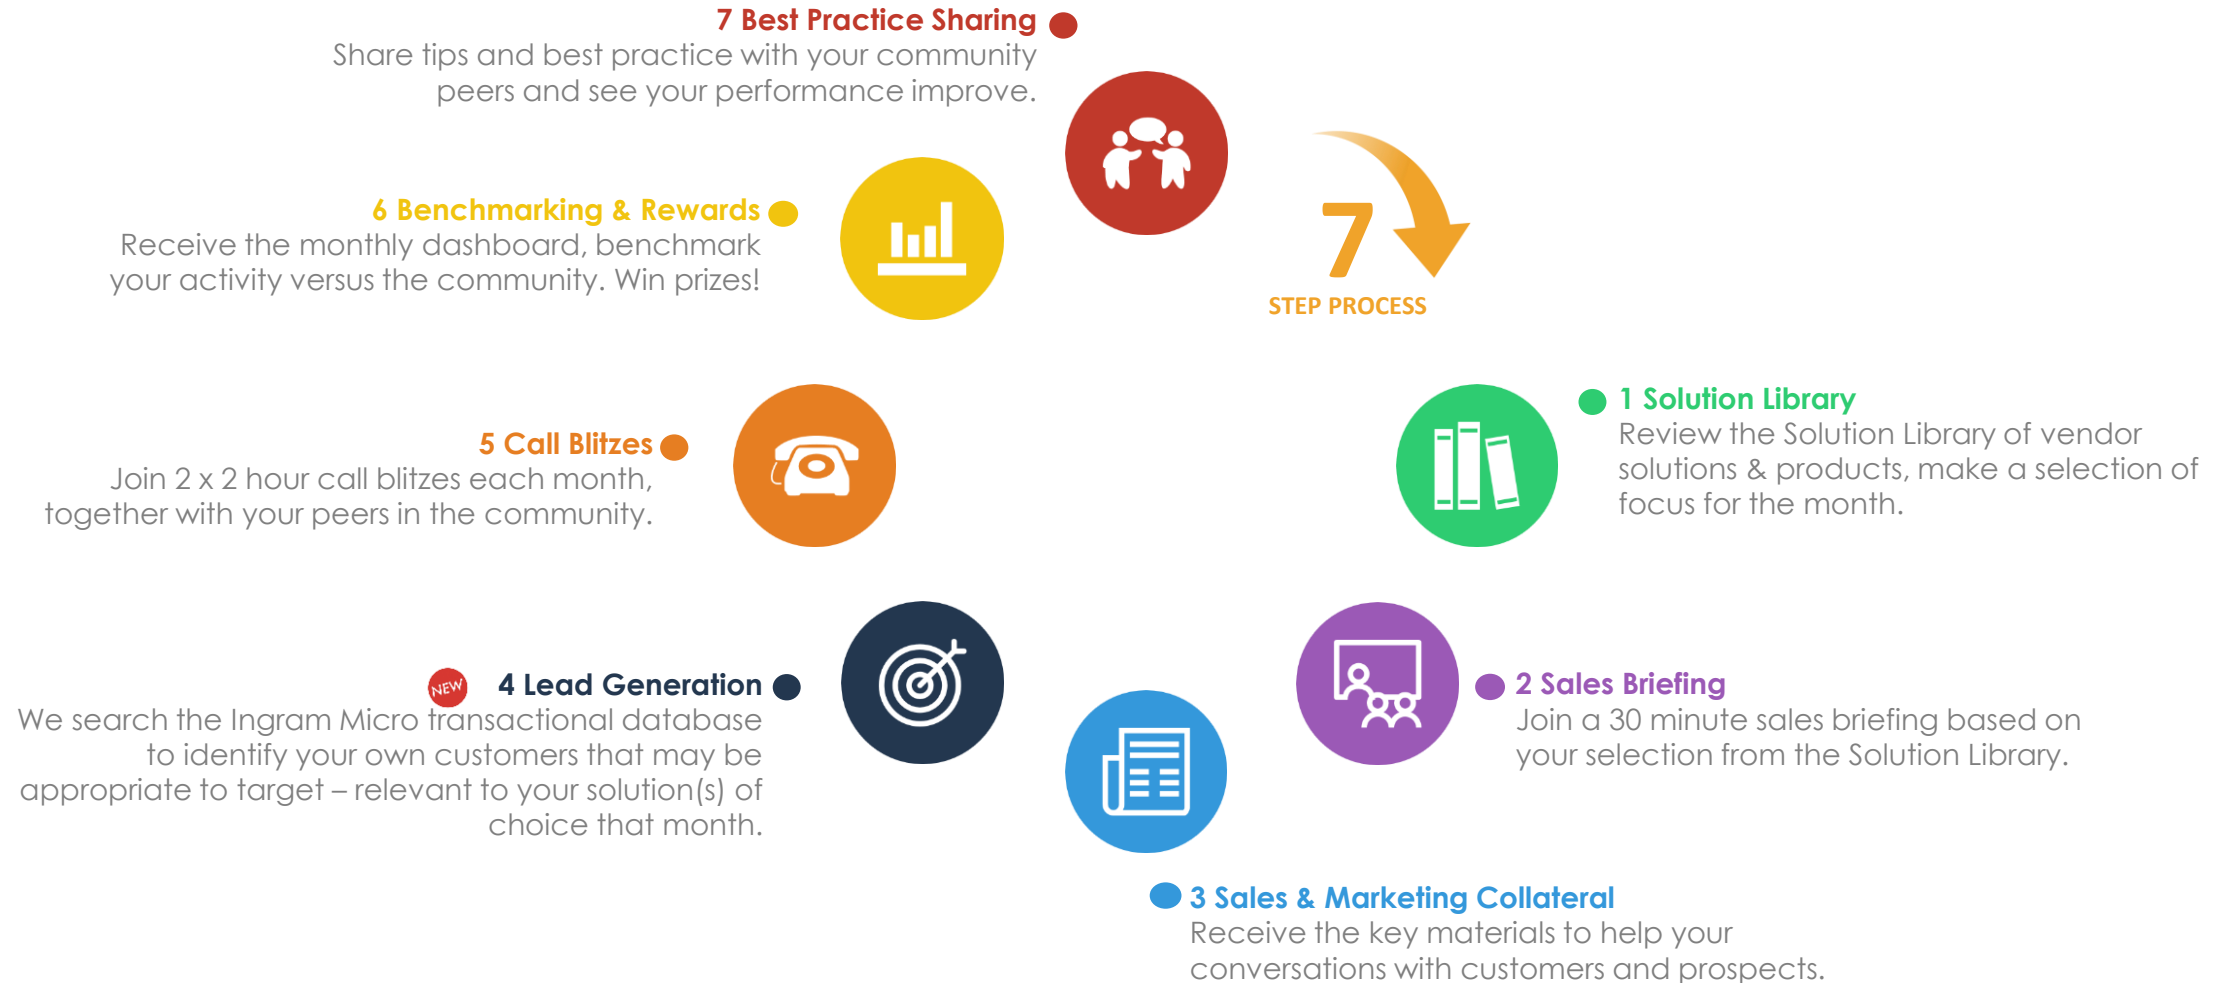 7 Best Practice Sharing
Share tips and best practice with your community
peers and see your performance improve.
6 Benchmarking & Rewards
Receive the monthly dashboard, benchmark
your activity versus the community. Win prizes!
7
STEP PROCESS
1 Solution Library
Review the Solution Library of vendor
solutions & products, make a selection of
focus for the month.
5 Call Blitzes
Join 2 x 2 hour call blitzes each month,
together with your peers in the community.
NEW
4 Lead Generation
We search the Ingram Micro transactional database
to identify your own customers that may be
appropriate to target – relevant to your solution(s) of
choice that month.
2 Sales Briefing
Join a 30 minute sales briefing based on
your selection from the Solution Library.
3 Sales & Marketing Collateral
Receive the key materials to help your
conversations with customers and prospects.